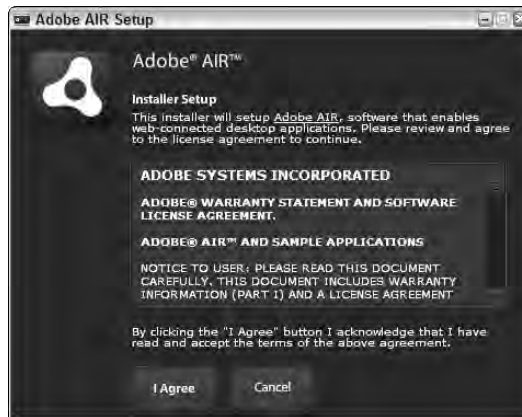 Adobe AIR Setup
Adobe® AIR™
Installer Setup
This installer will setup Adobe AIR, software that enables
web-connected desktop applications. Please review and agree
to the license agreement to continue.
ADOBE SYSTEMS INCORPORATED
ADOBE® WARRANTY STATEMENT AND SOFTWARE
LICENSE AGREEMENT.
ADOBE® AIR™ AND SAMPLE APPLICATIONS
NOTICE TO USER: PLEASE READ THIS DOCUMENT
CAREFULLY. THIS DOCUMENT INCLUDES WARRANTY
INFORMATION (PART I) AND A LICENSE AGREEMENT
By clicking the "I Agree" button I acknowledge that I have
read and accept the terms of the above agreement.
I Agree
Cancel